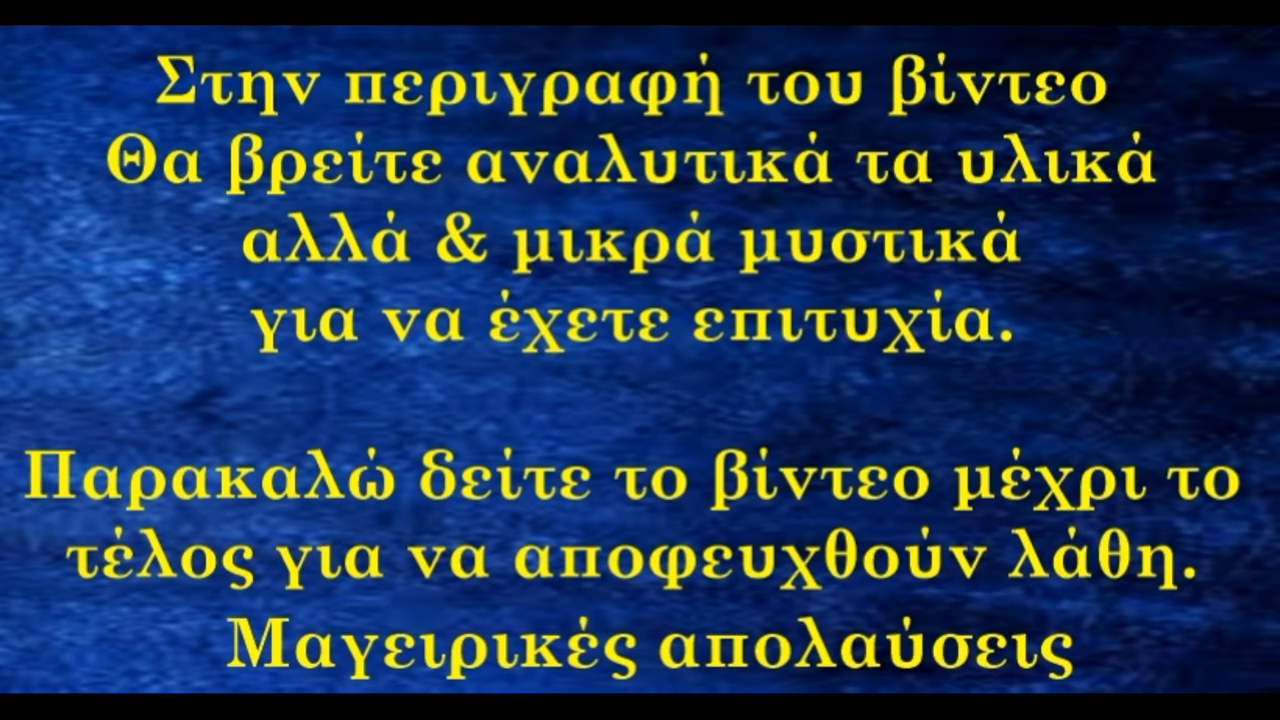 Στην περιγραφή του βίντεο
Θα βρείτε αναλυτικά τα υλικά
αλλά & μικρά μυστικά
για να έχετε επιτυχία.
Παρακαλώ δείτε το βίντεο μέχρι το
τέλος για να αποφευχθούν λάθη.
Μαγειρικές απολαύσεις